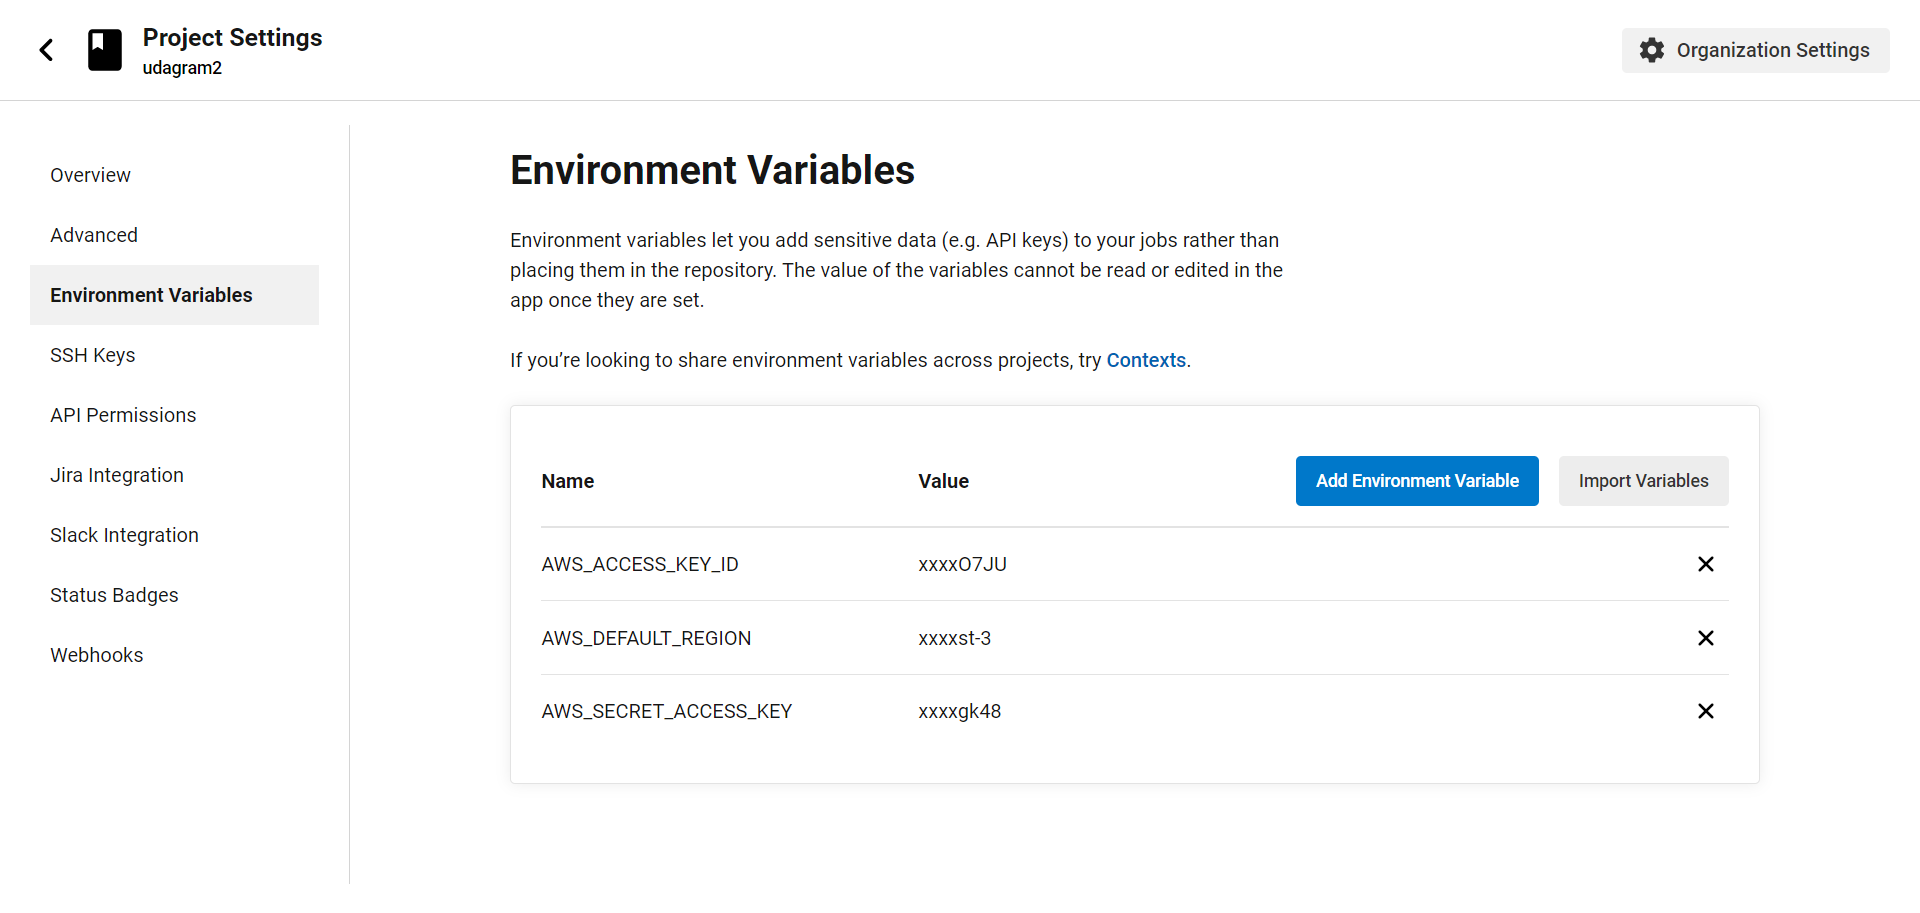 Project Settings
udagram2
Organization Settings
Overview
Advanced
Environment Variables
SSH Keys
API Permissions
Jira Integration
Slack Integration
Status Badges
Webhooks
Environment Variables
Environment variables let you add sensitive data (e.g. API keys) to your jobs rather than
placing them in the repository. The value of the variables cannot be read or edited in the
app once they are set.
If you’re looking to share environment variables across projects, try Contexts.
Name Value Add Environment Variable Import Variables
AWS_ACCESS_KEY_ID xxxxO7JU
AWS_DEFAULT_REGION xxxxst-3
AWS_SECRET_ACCESS_KEY xxxxgk48